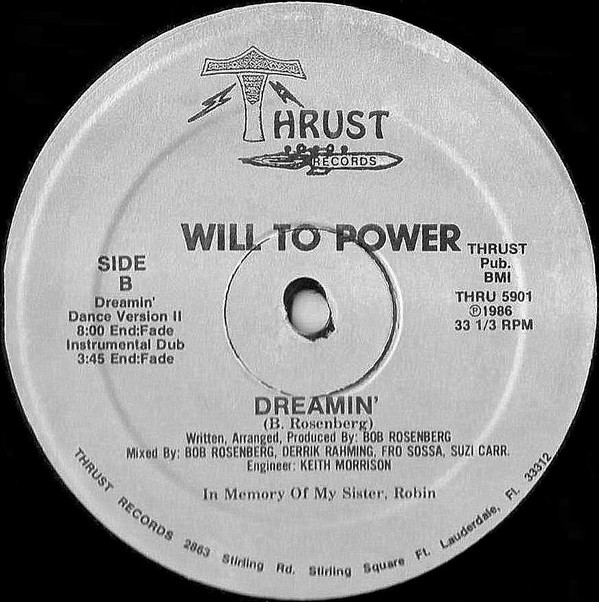 THRUST
RECORDS
WILL TO POWER
SIDE
B
Dreamin'
Dance Version II
8:00 End:Fade
Instrumental Dub
3:45 End:Fade
THRUST
Pub.
BMI
THRU 5901
℗1986
33 1/3 RPM
DREAMIN'
(B. Rosenberg)
Written, Arranged, Produced By: BOB ROSENBERG
Mixed By: BOB ROSENBERG, DERRIK RAHMING, FRO SOSSA, SUZI CARR.
Engineer: KEITH MORRISON
In Memory Of My Sister, Robin
THRUST RECORDS 2863 Stirling Rd. Stirling Square Ft. Lauderdale, Fl. 33312